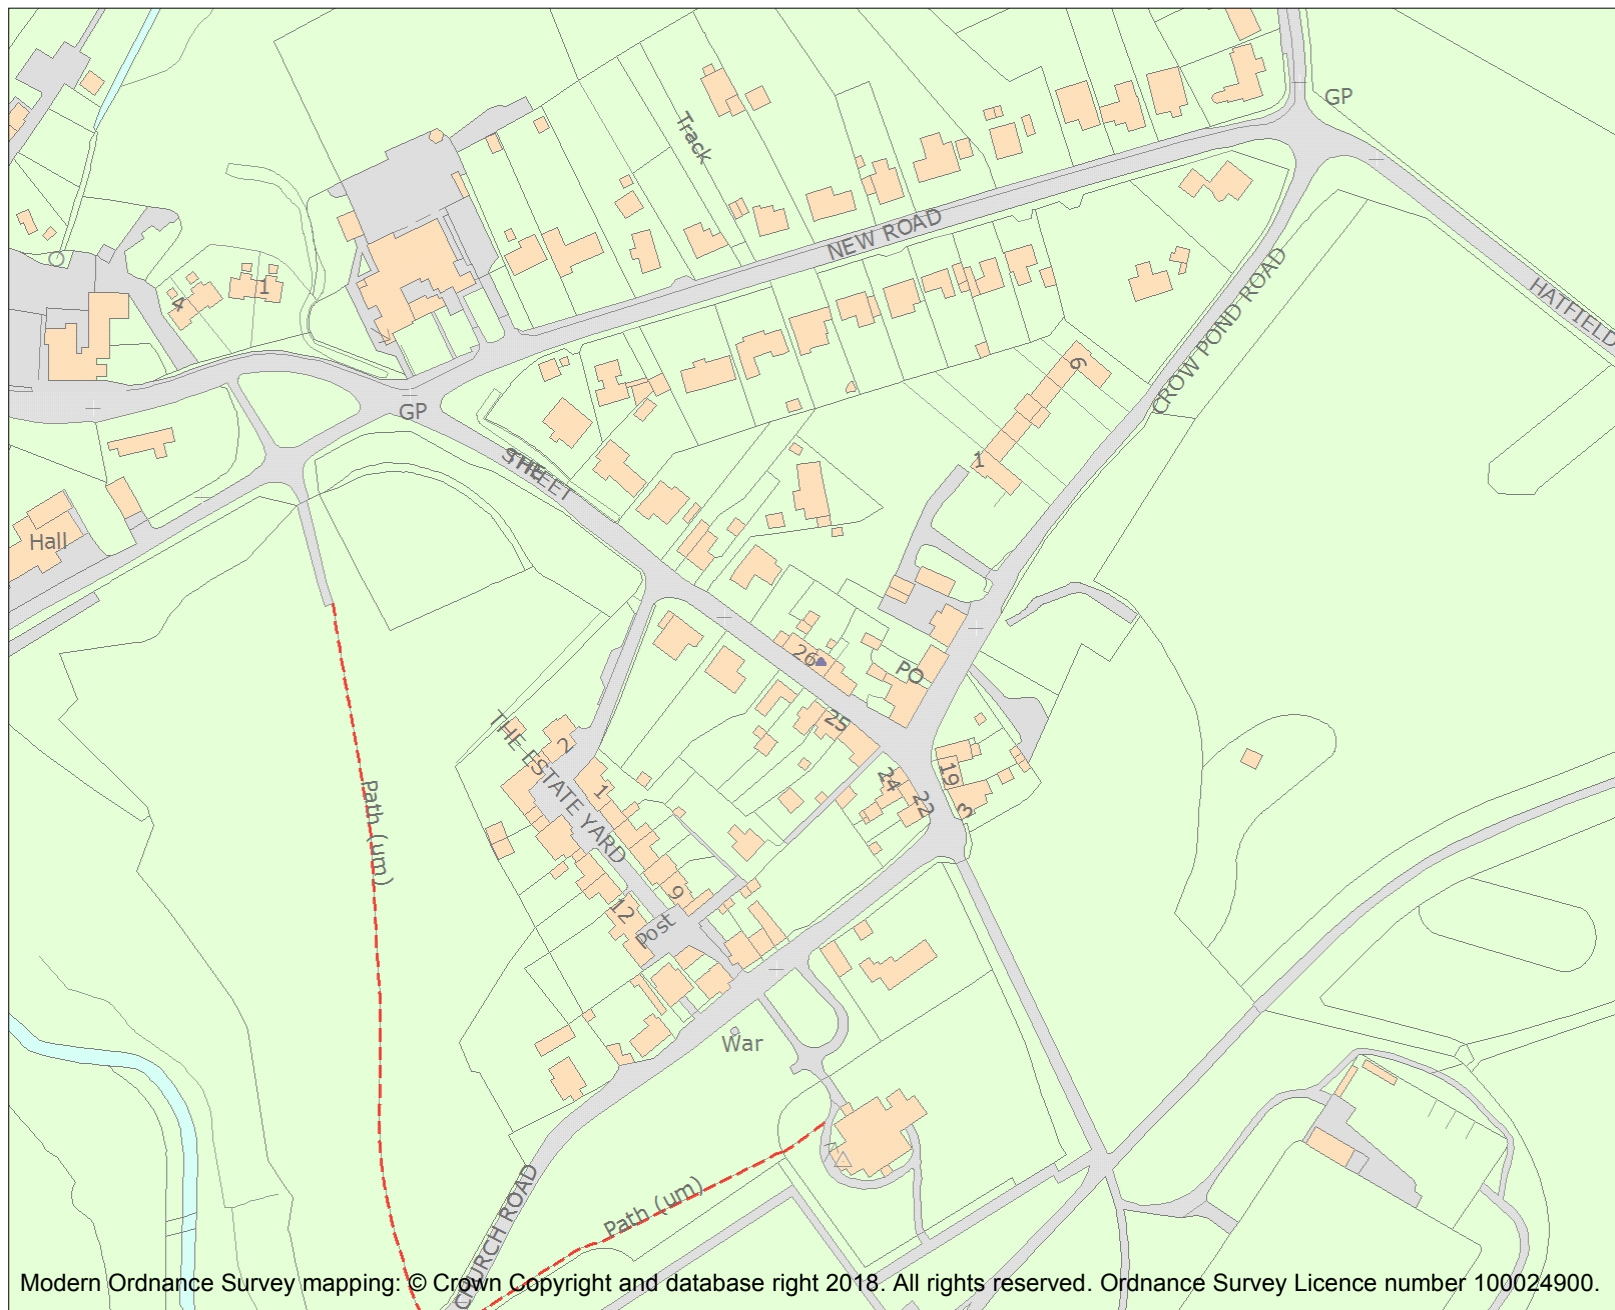 GP
Track
NEW ROAD
4
1
CROW POND ROAD
HATFIELD
6
GP
THE
STREET
1
Hall
26
PO
25
THE ESTATE YARD
2
1
24
22
19
3
Path (um)
9
12
Post
War
Path (um)
CHURCH ROAD
Modern Ordnance Survey mapping: © Crown Copyright and database right 2018. All rights reserved. Ordnance Survey Licence number 100024900.